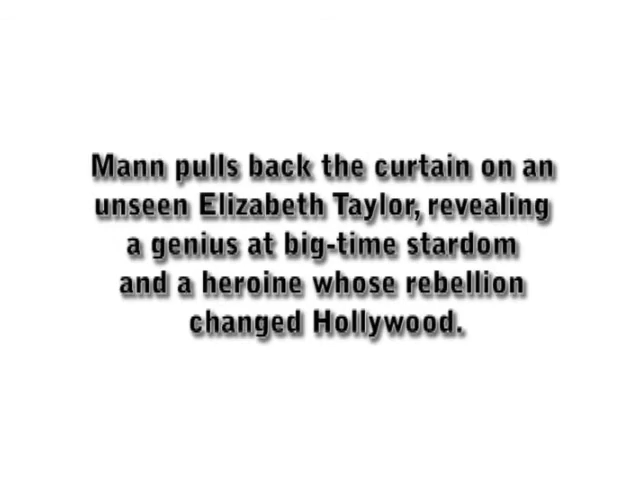 Mann pulls back the curtain on an
unseen Elizabeth Taylor, revealing
a genius at big-time stardom
and a heroine whose rebellion
changed Hollywood.